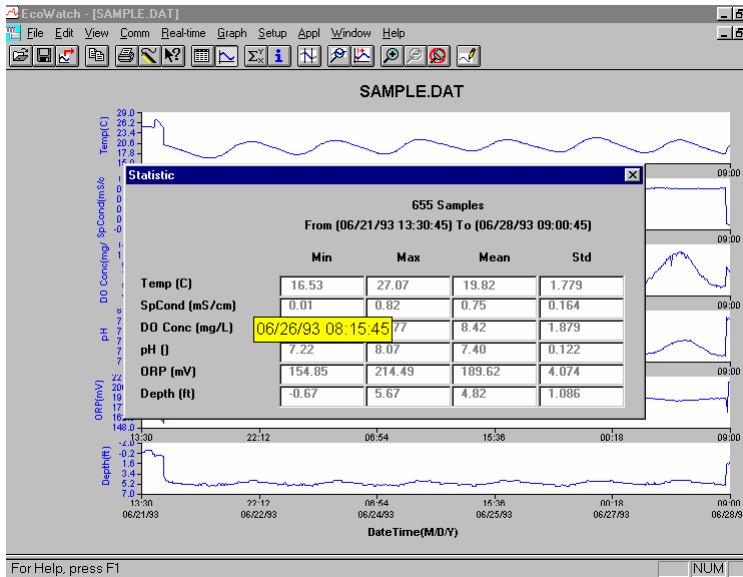 EcoWatch - [SAMPLE.DAT]
File Edit View Comm Real-time Graph Setup Appl Window Help
SAMPLE.DAT
Temp(C)
29.0
26.2
23.4
20.6
17.8
09:00
SpCond(mS/c
09:00
DO Conc(mg/
09:00
pH
09:00
ORP(mV)
148.0
13:30 22:12 06:54 15:36 00:18 09:00
Depth(ft)
-2.0
-0.2
1.6
3.4
5.2
7.0
13:30 22:12 06:54 15:36 00:18 09:00
06/21/93 06/22/93 06/24/93 06/25/93 06/27/93 06/28/9
DateTime(M/D/Y)
Statistic
655 Samples
From (06/21/93 13:30:45) To (06/28/93 09:00:45)
Min Max Mean Std
Temp (C) 16.53 27.07 19.82 1.779
SpCond (mS/cm) 0.01 0.82 0.75 0.164
DO Conc (mg/L) 06/26/93 08:15:45 77 8.42 1.879
pH () 7.22 8.07 7.40 0.122
ORP (mV) 154.85 214.49 189.62 4.074
Depth (ft) -0.67 5.67 4.82 1.086
For Help, press F1
NUM